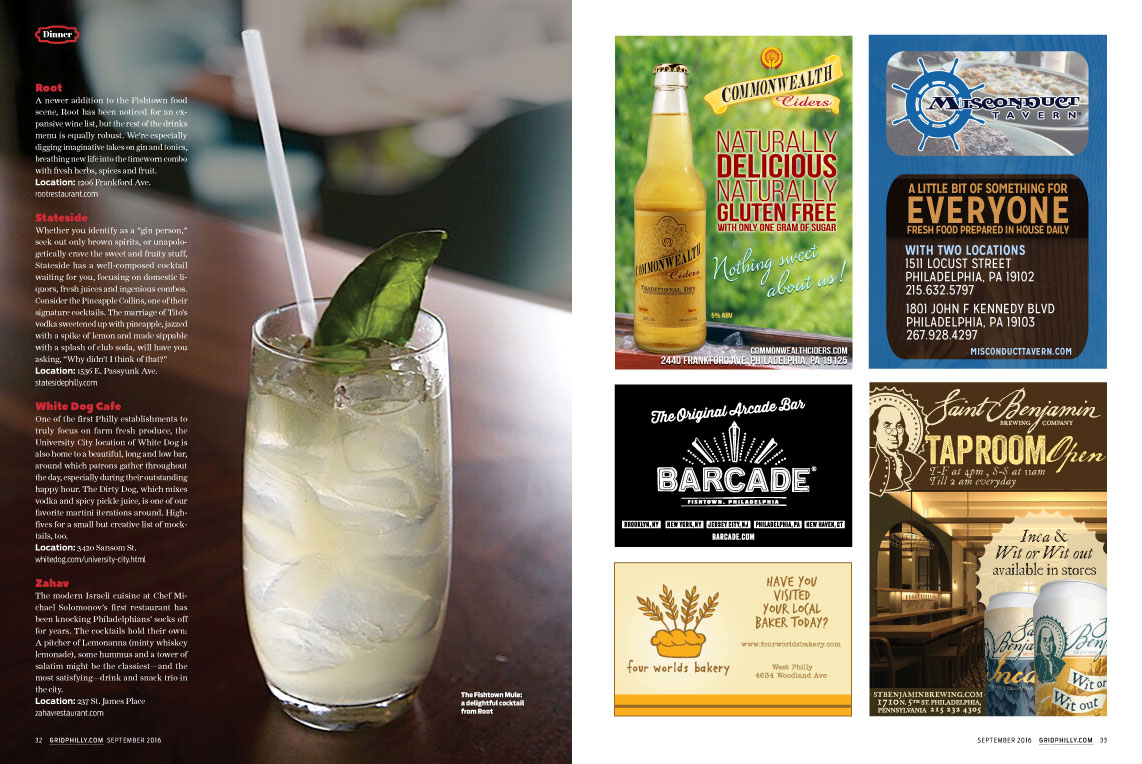 Dinner
Root
A newer addition to the Fishtown food
scene, Root has been noticed for an ex-
pansive wine list, but the rest of the drinks
menu is equally robust. We're especially
digging imaginative takes on gin and tonics,
breathing new life into the timeworn combo
with fresh herbs, spices and fruit.
Location: 1206 Frankford Ave.
rootrestaurant.com
Stateside
Whether you identify as a “gin person,”
seek out only brown spirits, or unapolo-
getically crave the sweet and fruity stuff,
Stateside has a well-composed cocktail
waiting for you, focusing on domestic li-
quors, fresh juices and ingenious combos.
Consider the Pineapple Collins, one of their
signature cocktails. The marriage of Tito's
vodka sweetened up with pineapple, jazzed
with a spike of lemon and made sippable
with a splash of club soda, will have you
asking, “Why didn't I think of that?”
Location: 1536 E. Passyunk Ave.
statesidephilly.com
White Dog Cafe
One of the first Philly establishments to
truly focus on farm fresh produce, the
University City location of White Dog is
also home to a beautiful, long and low bar,
around which patrons gather throughout
the day, especially during their outstanding
happy hour. The Dirty Dog, which mixes
vodka and spicy pickle juice, is one of our
favorite martini iterations around. High-
fives for a small but creative list of mock-
tails, too.
Location: 3420 Sansom St.
whitedog.com/university-city.html
Zahav
The modern Israeli cuisine at Chef Mi-
chael Solomonov's first restaurant has
been knocking Philadelphians' socks off
for years. The cocktails hold their own:
A pitcher of Lemonanna (minty whiskey
lemonade), some hummus and a tower of
salatim might be the classiest—and the
most satisfying—drink and snack trio in
the city.
Location: 237 St. James Place
zahavrestaurant.com
The Fishtown Mule:
a delightful cocktail
from Root
32 GRIDPHILLY.COM SEPTEMBER 2016
COMMONWEALTH
Ciders
NATURALLY
DELICIOUS
NATURALLY
GLUTEN FREE
WITH ONLY ONE GRAM OF SUGAR
Nothing sweet
about us!
COMMONWEALTH
Ciders
TRADITIONAL DRY
5% ABV
COMMONWEALTHCIDERS.COM
2440 FRANKFORD AVE, PHILADELPHIA, PA 19125
MISCONDUCT
TAVERN
A LITTLE BIT OF SOMETHING FOR
EVERYONE
FRESH FOOD PREPARED IN HOUSE DAILY
WITH TWO LOCATIONS
1511 LOCUST STREET
PHILADELPHIA, PA 19102
215.632.5797
1801 JOHN F KENNEDY BLVD
PHILADELPHIA, PA 19103
267.928.4297
MISCONDUCTTAVERN.COM
The Original Arcade Bar
BARCADE®
FISHTOWN, PHILADELPHIA
BROOKLYN, NY NEW YORK, NY JERSEY CITY, NJ PHILADELPHIA, PA NEW HAVEN, CT
BARCADE.COM
HAVE YOU
VISITED
YOUR LOCAL
BAKER TODAY?
www.fourworldsbakery.com
four worlds bakery
West Philly
4634 Woodland Ave
Saint Benjamin
BREWING COMPANY
TAPROOM Open
T-F at 4pm, S-S at 11am
Till 2 am everyday
Inca &
Wit or Wit out
available in stores
Inca
Wit or
Wit out
STBENJAMINBREWING.COM
1710 N. 5TH ST. PHILADELPHIA,
PENNSYLVANIA 215 232 4305
SEPTEMBER 2016 GRIDPHILLY.COM 33